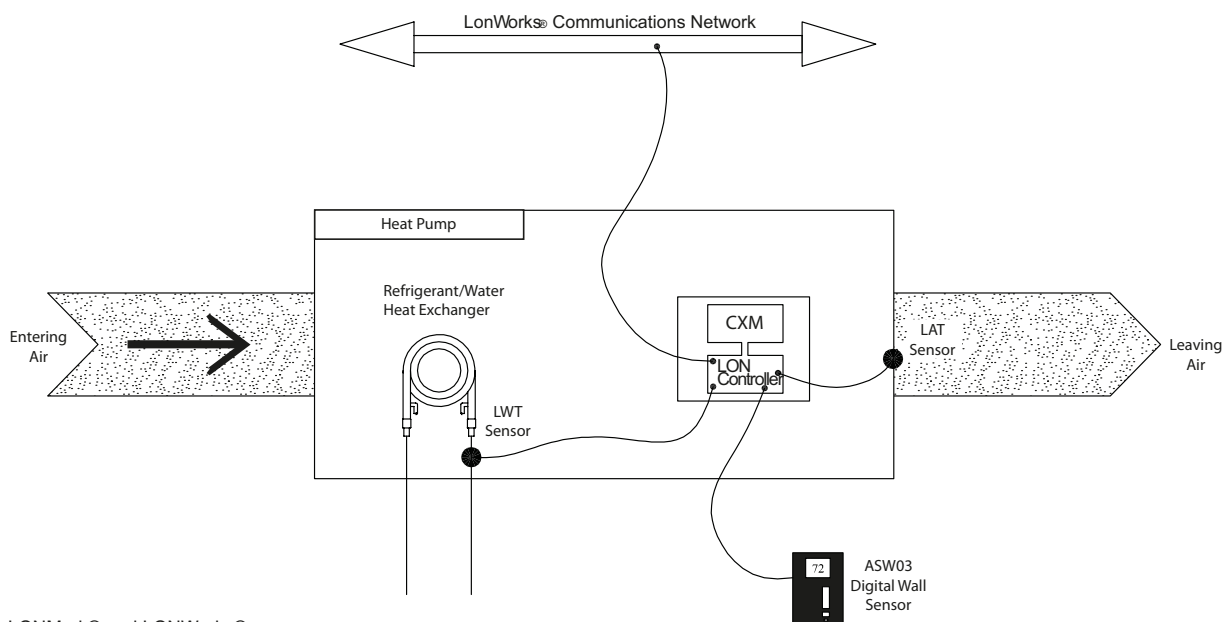 LonWorks® Communications Network
Heat Pump
Refrigerant/Water
Heat Exchanger
CXM
LON
Controller
LAT
Sensor
Entering
Air
Leaving
Air
LWT
Sensor
72
ASW03
Digital Wall
Sensor